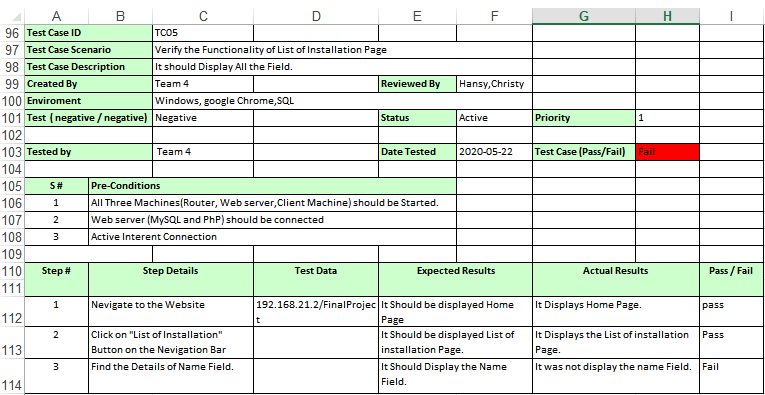 A B C D E F G H I
96 Test Case ID TC05
97 Test Case Scenario Verify the Functionality of List of Installation Page
98 Test Case Description It should Display All the Field.
99 Created By Team 4 Reviewed By Hansy,Christy
100 Enviroment Windows, google Chrome,SQL
101 Test ( negative / negative) Negative Status Active Priority 1
102
103 Tested by Team 4 Date Tested 2020-05-22 Test Case (Pass/Fail) Fail
104
105 S # Pre-Conditions
106 1 All Three Machines(Router, Web server,Client Machine) should be Started.
107 2 Web server (MySQL and PhP) should be connected
108 3 Active Interent Connection
109
110 Step # Step Details Test Data Expected Results Actual Results Pass / Fail
111
1 Nevigate to the Website 192.168.21.2/FinalProjec It Should be displayed Home It Displays Home Page. pass
112 t Page
2 Click on "List of Installation" It Should be displayed List of It Displays the List of installation Pass
113 Button on the Nevigation Bar installation Page. Page.
3 Find the Details of Name Field. It Should Display the Name It was not display the name Field. Fail
114 Field.